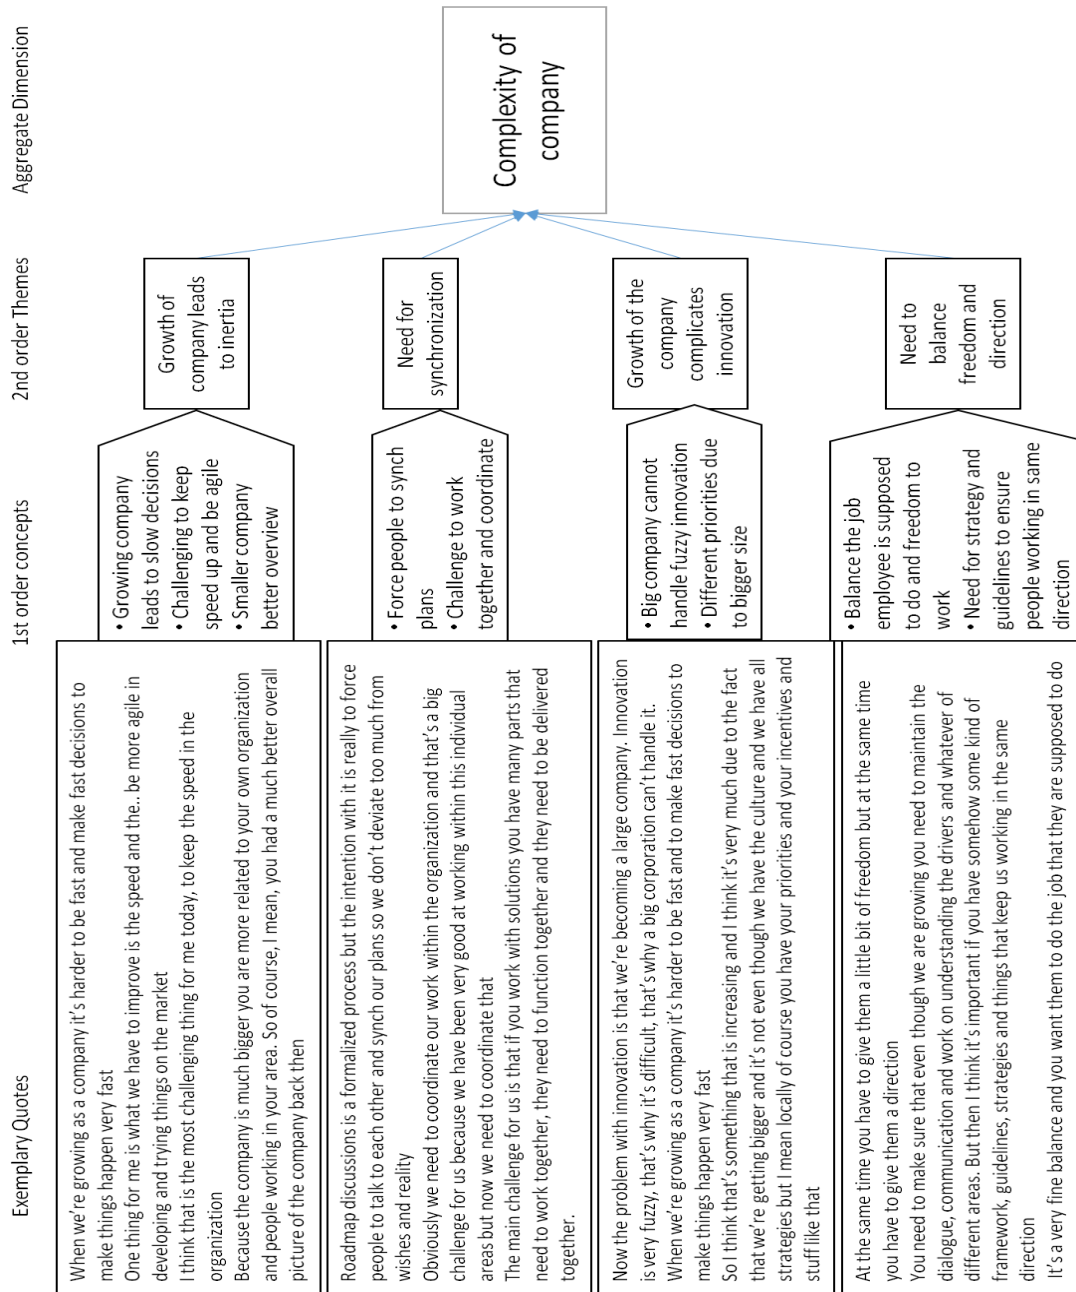 Exemplary Quotes
1st order concepts
2nd order Themes
Aggregate Dimension
When we're growing as a company it's harder to be fast and make fast decisions to
make things happen very fast
One thing for me is what we have to improve is the speed and the.. be more agile in
developing and trying things on the market
I think that is the most challenging thing for me today, to keep the speed in the
organization
Because the company is much bigger you are more related to your own organization
and people working in your area. So of course, I mean, you had a much better overall
picture of the company back then
• Growing company
leads to slow decisions
• Challenging to keep
speed up and be agile
• Smaller company
better overview
Growth of
company leads
to inertia
Roadmap discussions is a formalized process but the intention with it is really to force
people to talk to each other and synch our plans so we don't deviate too much from
wishes and reality
Obviously we need to coordinate our work within the organization and that's a big
challenge for us because we have been very good at working within this individual
areas but now we need to coordinate that
The main challenge for us is that if you work with solutions you have many parts that
need to work together, they need to function together and they need to be delivered
together.
• Force people to synch
plans
• Challenge to work
together and coordinate
Need for
synchronization
Now the problem with innovation is that we're becoming a large company. Innovation
is very fuzzy, that's why it's difficult, that's why a big corporation can't handle it.
When we're growing as a company it's harder to be fast and to make fast decisions to
make things happen very fast
So I think that's something that is increasing and I think it's very much due to the fact
that we're getting bigger and it's not even though we have the culture and we have all
strategies but I mean locally of course you have your priorities and your incentives and
stuff like that
• Big company cannot
handle fuzzy innovation
• Different priorities due
to bigger size
Growth of the
company
complicates
innovation
At the same time you have to give them a little bit of freedom but at the same time
you have to give them a direction
You need to make sure that even though we are growing you need to maintain the
dialogue, communication and work on understanding the drivers and whatever of
different areas. But then I think it's important if you have somehow some kind of
framework, guidelines, strategies and things that keep us working in the same
direction
It's a very fine balance and you want them to do the job that they are supposed to do
• Balance the job
employee is supposed
to do and freedom to
work
• Need for strategy and
guidelines to ensure
people working in same
direction
Need to
balance
freedom and
direction
Complexity of
company